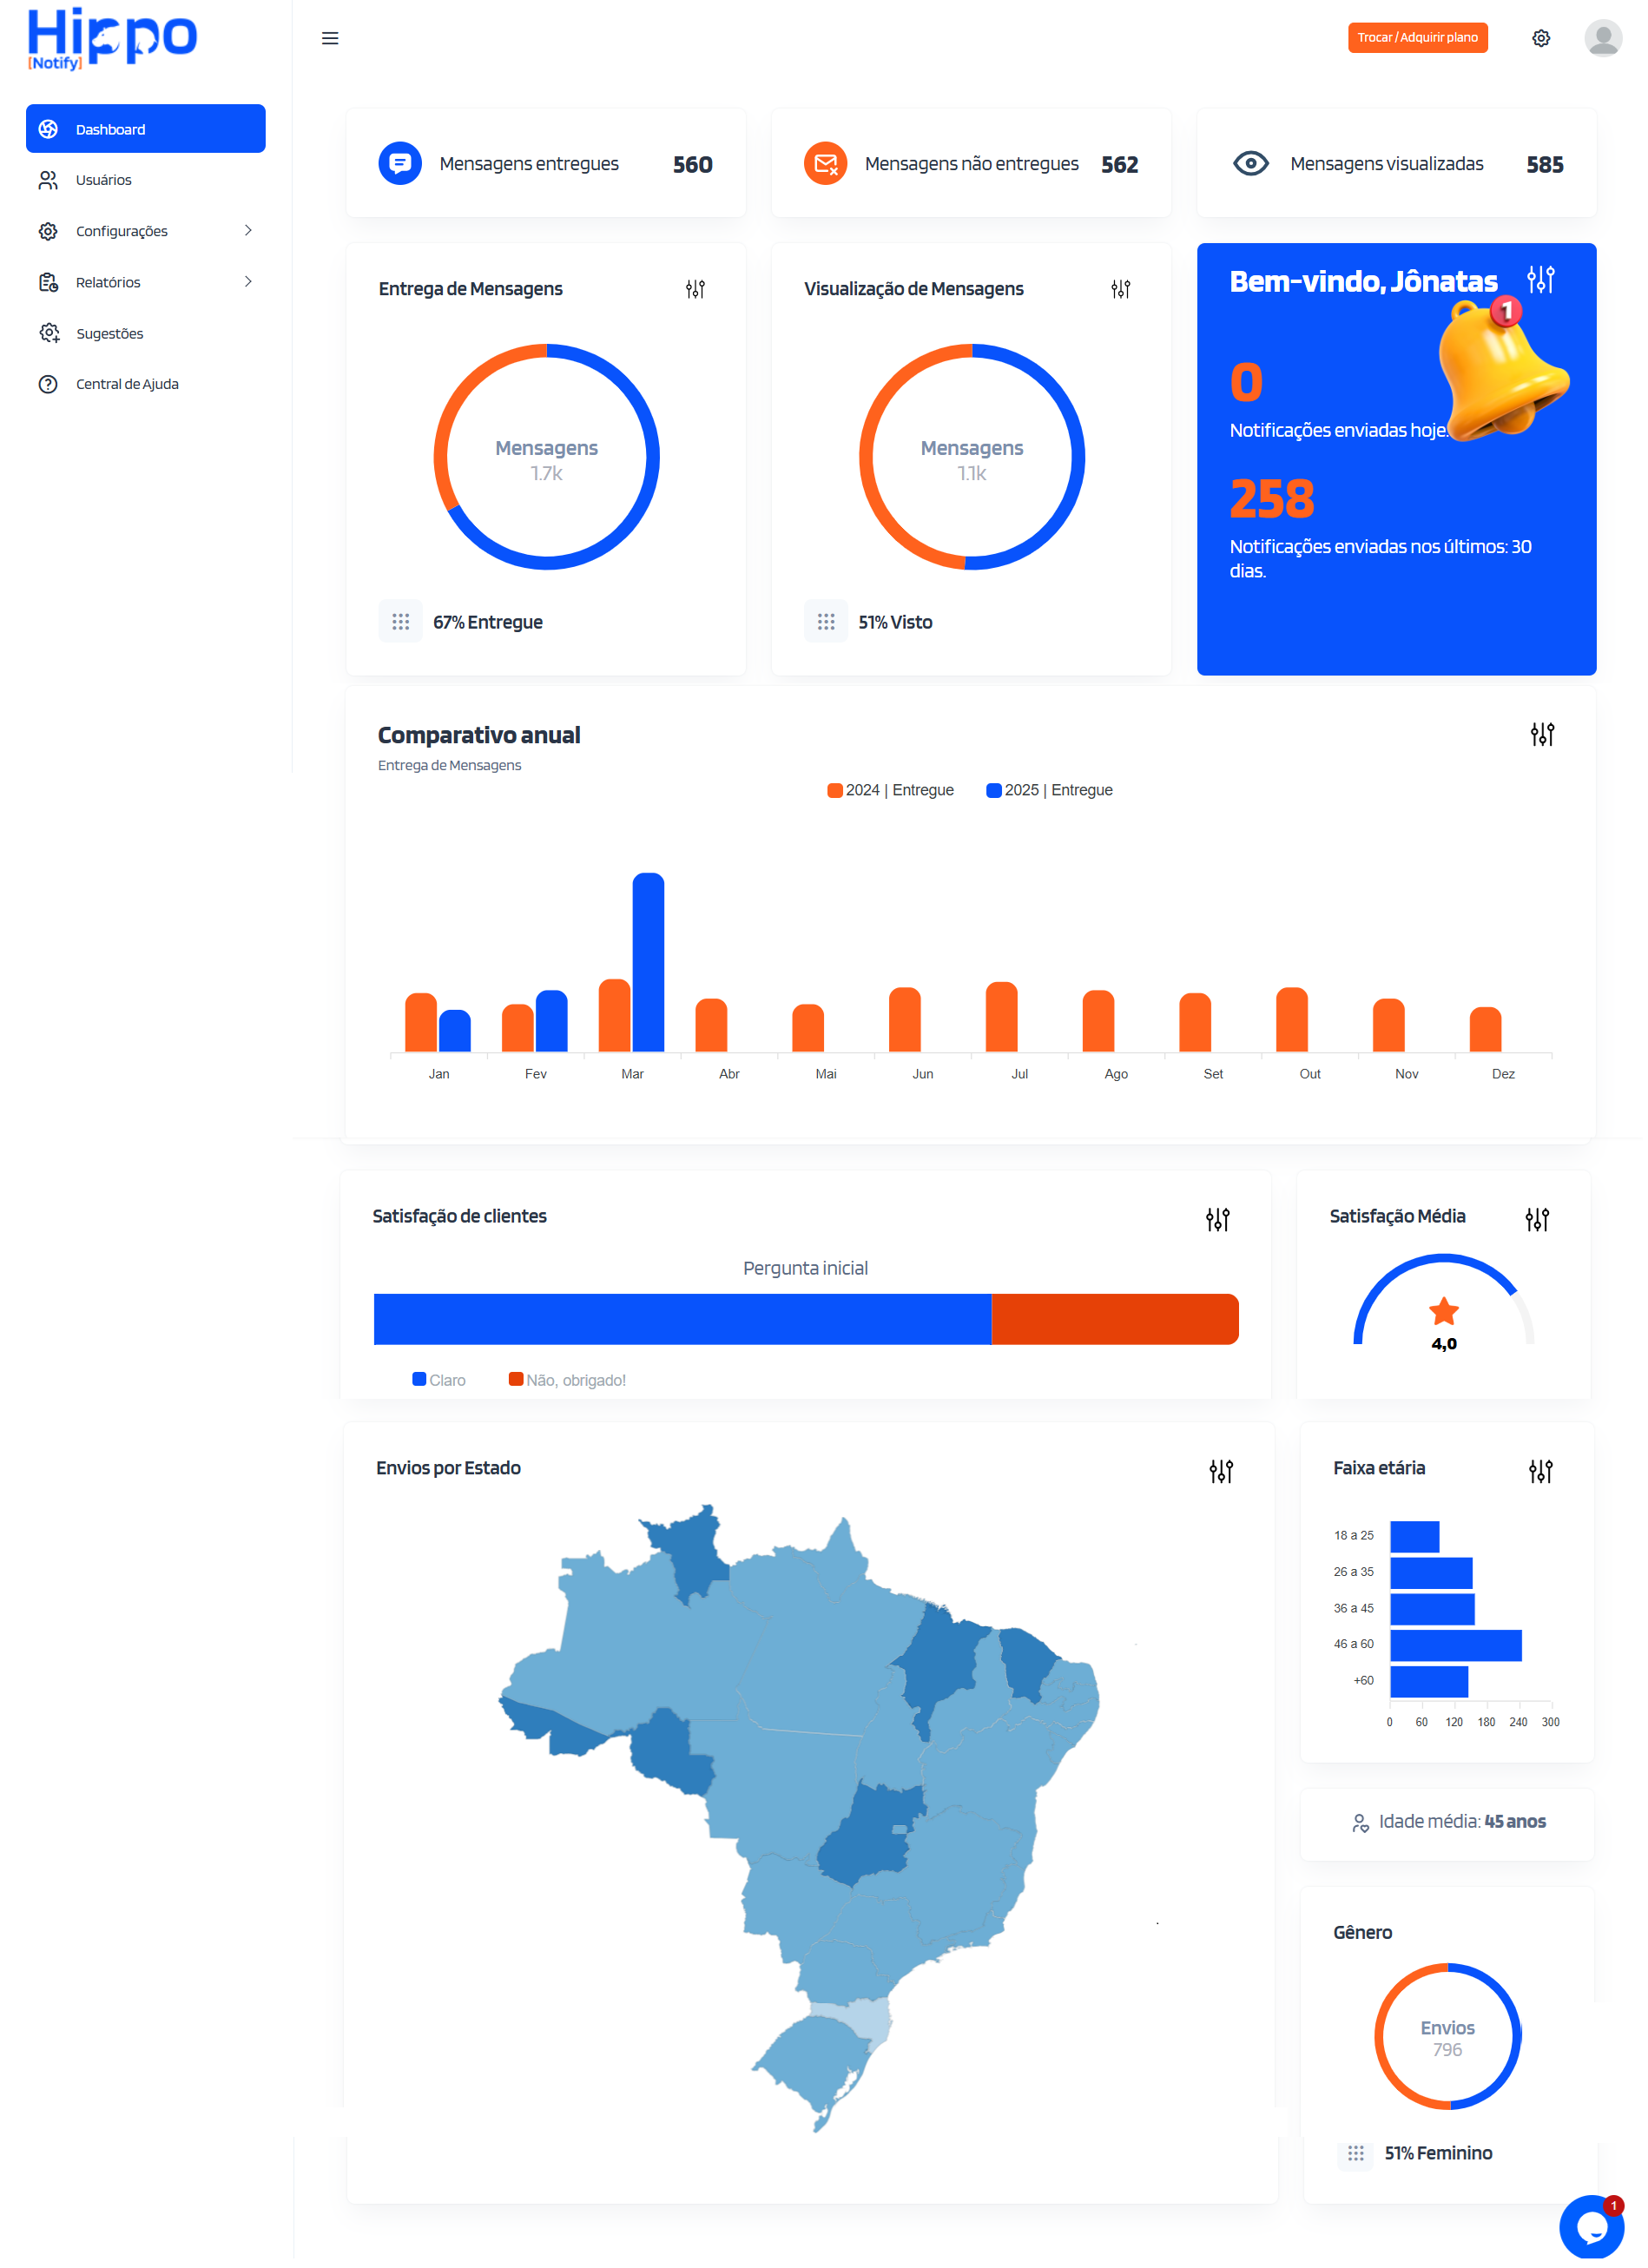 Hippo
[Notify]
Trocar / Adquirir plano
Dashboard
Usuários
Configurações
Relatórios
Sugestões
Central de Ajuda
Mensagens entregues 560
Mensagens não entregues 562
Mensagens visualizadas 585
Entrega de Mensagens
Mensagens
1.7k
67% Entregue
Visualização de Mensagens
Mensagens
1.1k
51% Visto
Bem-vindo, Jônatas
1
0
Notificações enviadas hoje.
258
Notificações enviadas nos últimos: 30
dias.
Comparativo anual
Entrega de Mensagens
2024 | Entregue 2025 | Entregue
Jan Fev Mar Abr Mai Jun Jul Ago Set Out Nov Dez
Satisfação de clientes
Pergunta inicial
Claro Não, obrigado!
Satisfação Média
4,0
Envios por Estado
Faixa etária
18 a 25
26 a 35
36 a 45
46 a 60
+60
0 60 120 180 240 300
Idade média: 45 anos
Gênero
Envios
796
51% Feminino
1